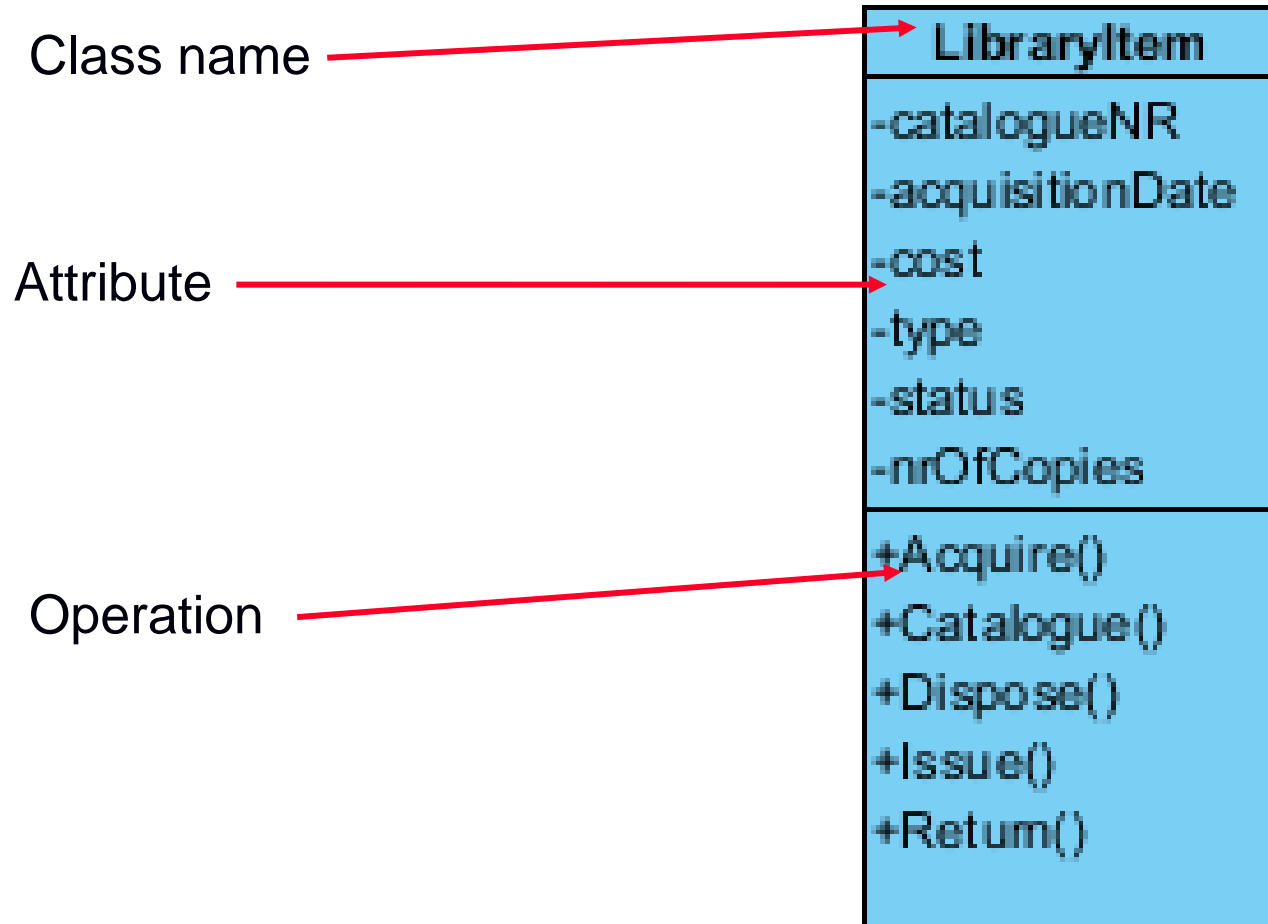 Class name
LibraryItem
-catalogueNR
-acquisitionDate
Attribute
-cost
-type
-status
-nrOfCopies
Operation
+Acquire()
+Catalogue()
+Dispose()
+Issue()
+Return()